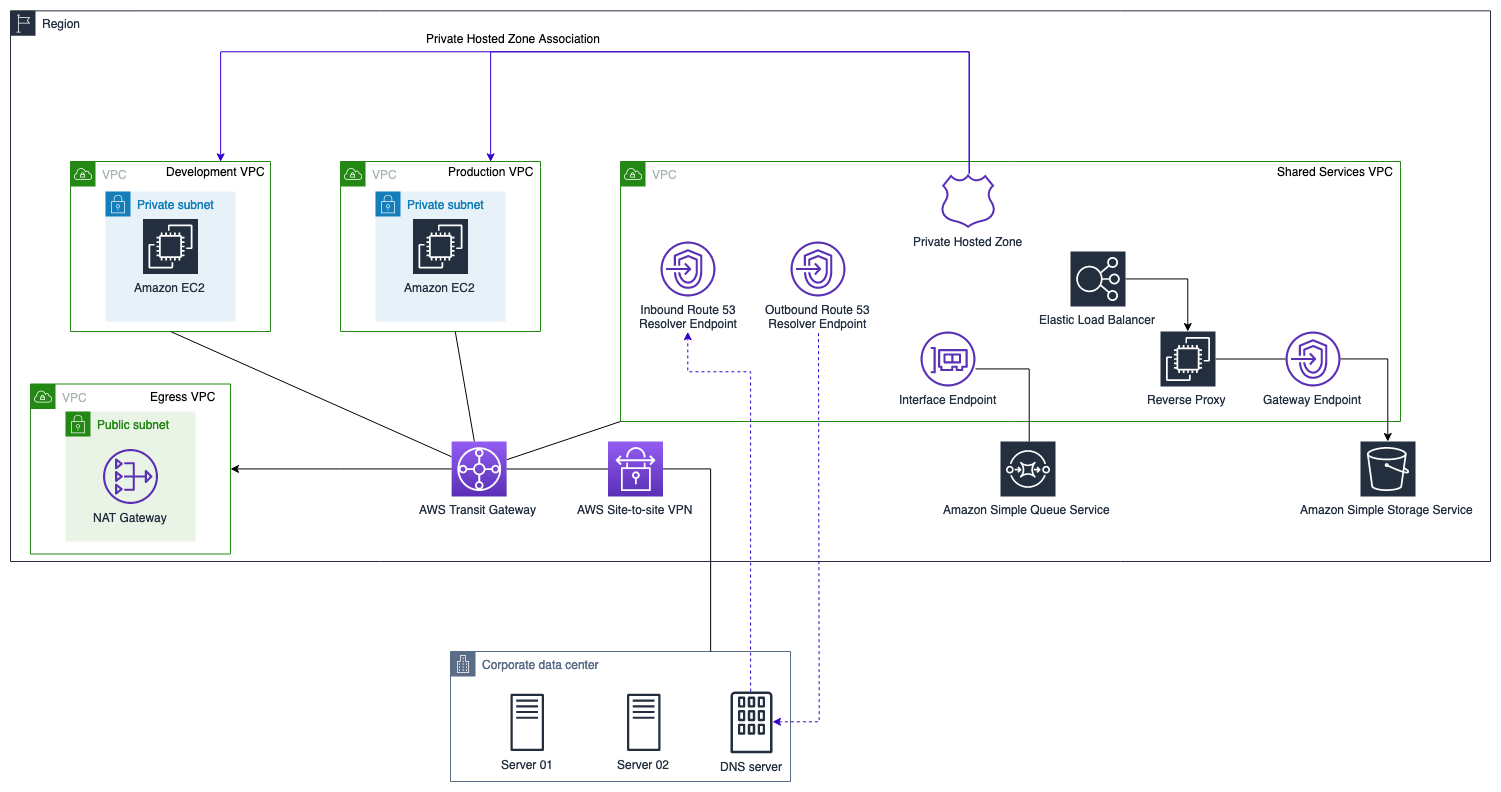 Region
Private Hosted Zone Association
VPC
Development VPC
Private subnet
Amazon EC2
VPC
Production VPC
Private subnet
Amazon EC2
VPC
Shared Services VPC
Private Hosted Zone
Inbound Route 53
Resolver Endpoint
Outbound Route 53
Resolver Endpoint
Elastic Load Balancer
Interface Endpoint
Reverse Proxy
Gateway Endpoint
VPC
Egress VPC
Public subnet
NAT Gateway
AWS Transit Gateway
AWS Site-to-site VPN
Amazon Simple Queue Service
Amazon Simple Storage Service
Corporate data center
Server 01
Server 02
DNS server